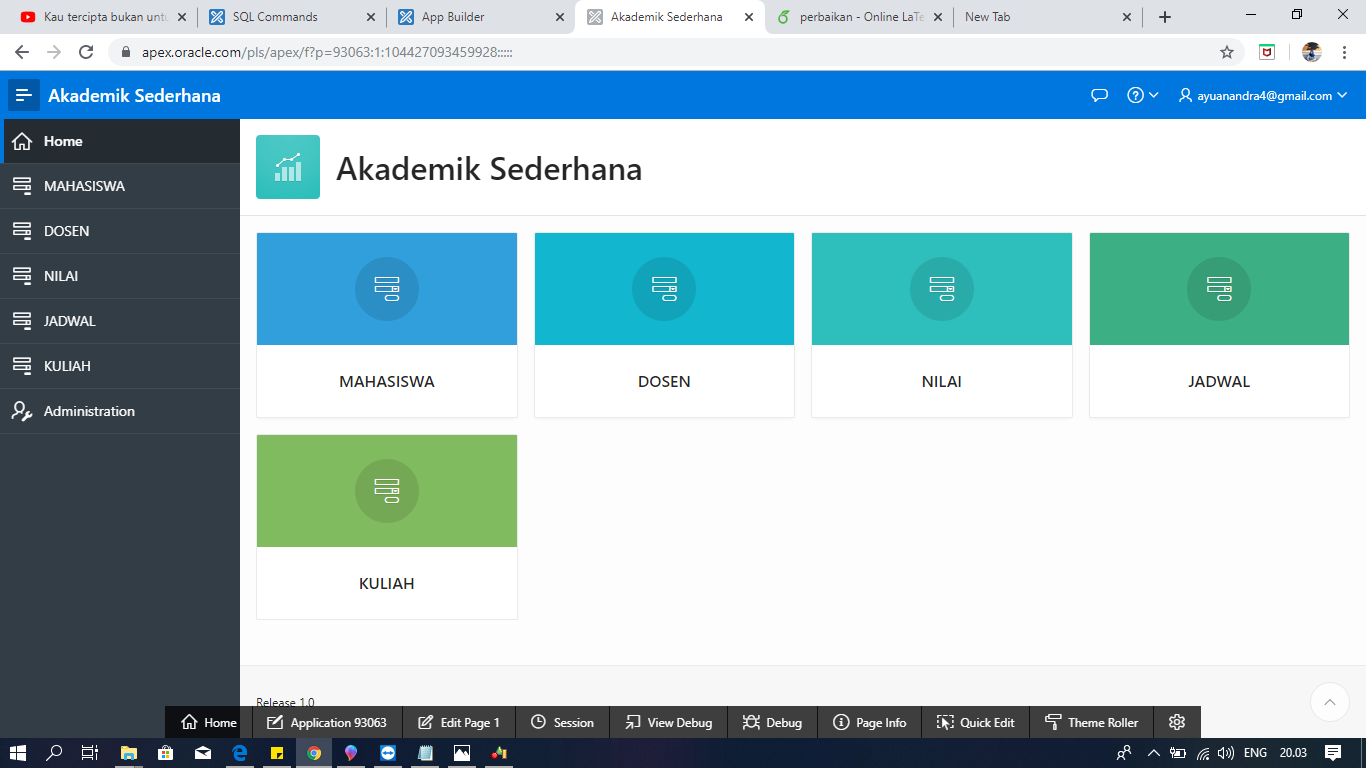 Kau tercipta bukan untu
SQL Commands
App Builder
Akademik Sederhana
perbaikan - Online LaTe
New Tab
apex.oracle.com/pls/apex/f?p=93063:1:104427093459928:::::
Akademik Sederhana
ayuanandra4@gmail.com
Home
MAHASISWA
DOSEN
NILAI
JADWAL
KULIAH
Administration
Akademik Sederhana
MAHASISWA
DOSEN
NILAI
JADWAL
KULIAH
Release 1.0
Home
Application 93063
Edit Page 1
Session
View Debug
Debug
Page Info
Quick Edit
Theme Roller
ENG
20.03